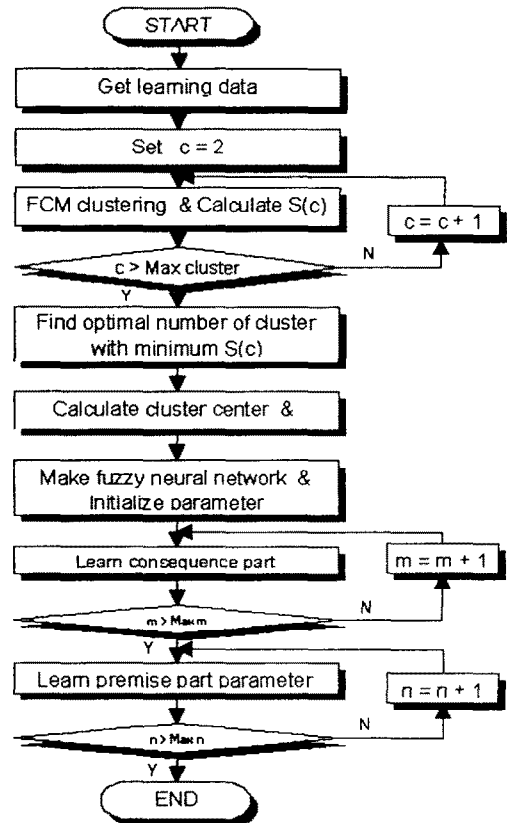 START
Get learning data
Set c = 2
FCM clustering & Calculate S(c)
c = c + 1
c > Max cluster
N
Y
Find optimal number of cluster
with minimum S(c)
Calculate cluster center &
Make fuzzy neural network &
Initialize parameter
Learn consequence part
m = m + 1
m > Max m
N
Y
Learn premise part parameter
n = n + 1
n > Max n
N
Y
END